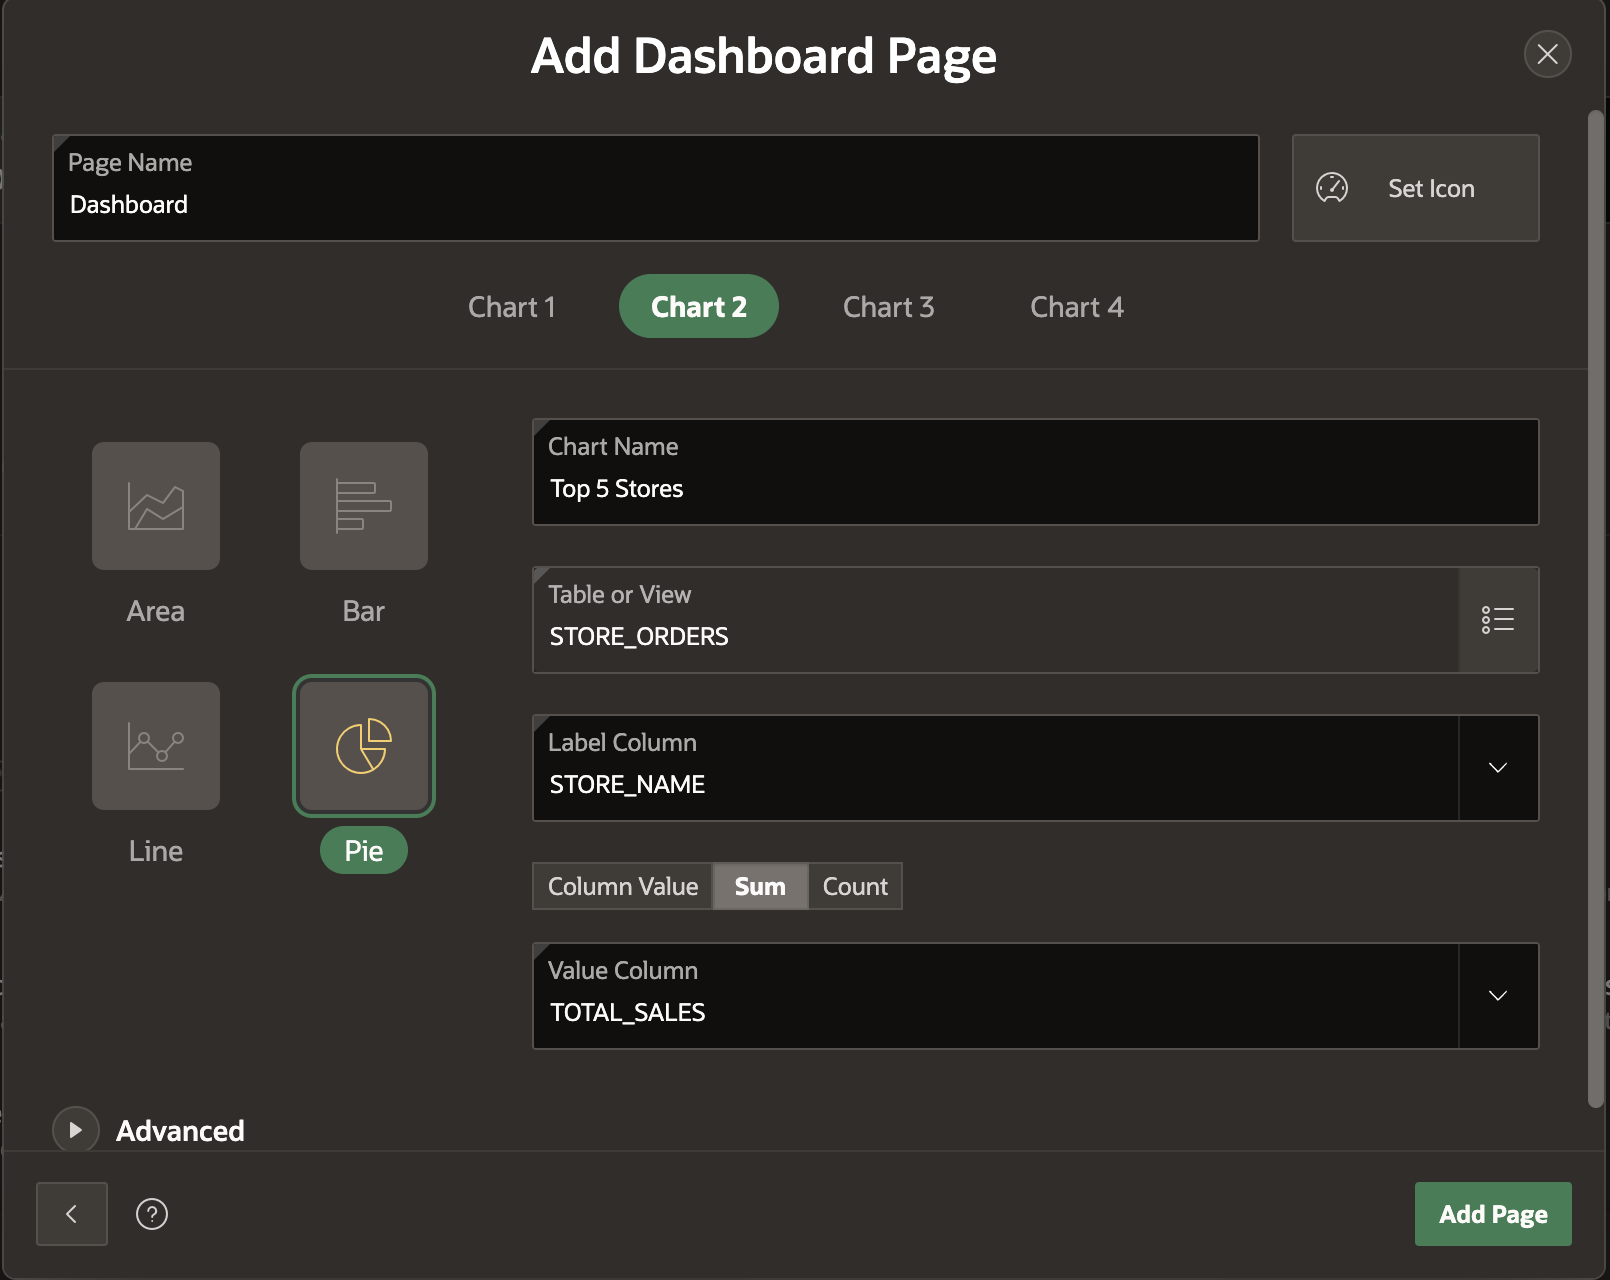 Add Dashboard Page
Page Name
Dashboard
Set Icon
Chart 1
Chart 2
Chart 3
Chart 4
Area
Bar
Line
Pie
Chart Name
Top 5 Stores
Table or View
STORE_ORDERS
Label Column
STORE_NAME
Column Value
Sum
Count
Value Column
TOTAL_SALES
Advanced
Add Page